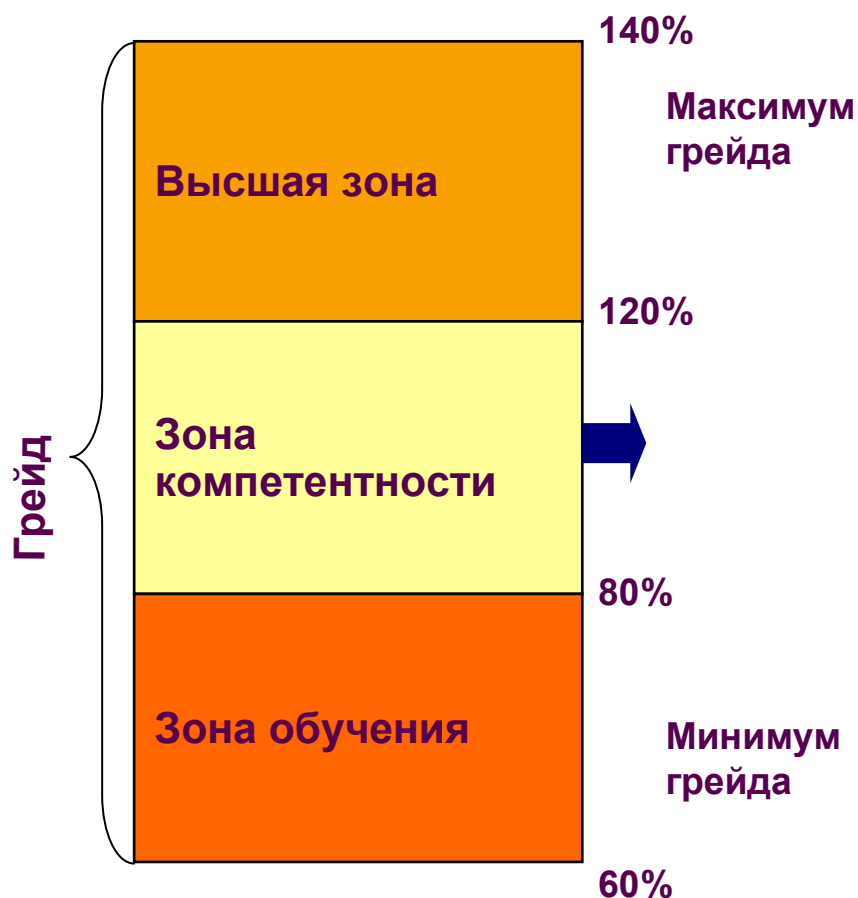 140%
Максимум
грейда
Высшая зона
120%
Грейд
Зона
компетентности
80%
Зона обучения
Минимум
грейда
60%